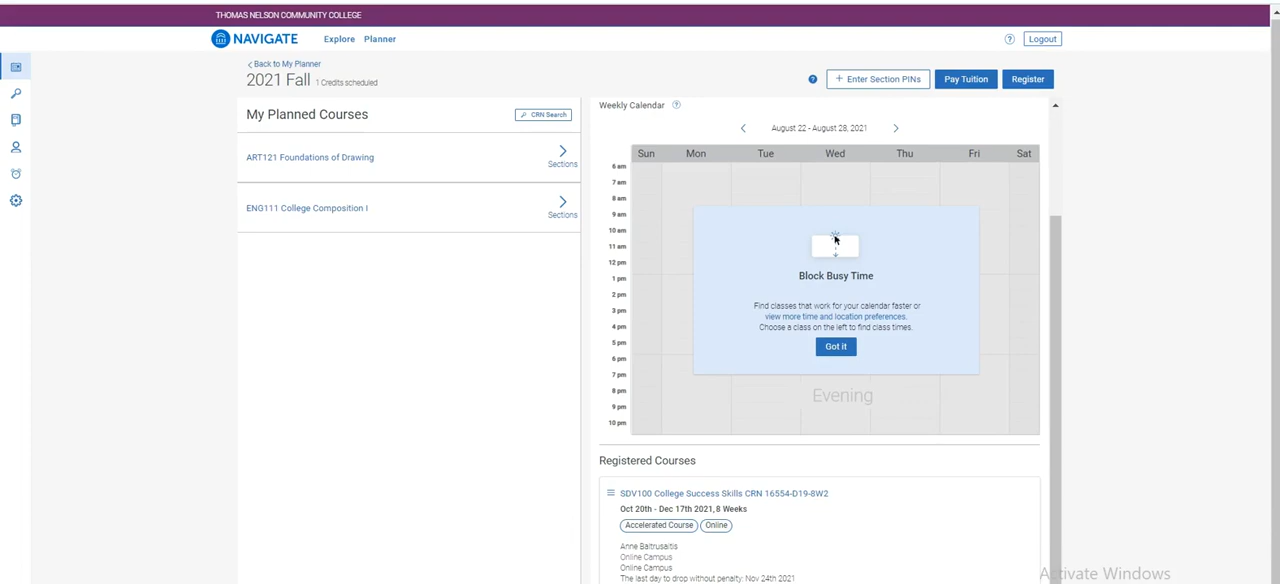 THOMAS NELSON COMMUNITY COLLEGE
NAVIGATE Explore Planner ? Logout
< Back to My Planner
2021 Fall 1 Credits scheduled
? + Enter Section PINs Pay Tuition Register
My Planned Courses CRN Search
ART121 Foundations of Drawing
Sections
ENG111 College Composition I
Sections
Weekly Calendar ?
< August 22 - August 28, 2021 >
Sun Mon Tue Wed Thu Fri Sat
6 am
7 am
8 am
9 am
10 am
11 am
12 pm
1 pm
2 pm
3 pm
4 pm
5 pm
6 pm
7 pm
8 pm
9 pm
10 pm
Block Busy Time
Find classes that work for your calendar faster or
view more time and location preferences.
Choose a class on the left to find class times.
Got it
Evening
Registered Courses
SDV100 College Success Skills CRN 16554-D19-8W2
Oct 20th - Dec 17th 2021, 8 Weeks
Accelerated Course Online
Anne Baltrusaitis
Online Campus
Online Campus
The last day to drop without penalty: Nov 24th 2021
Activate Windows